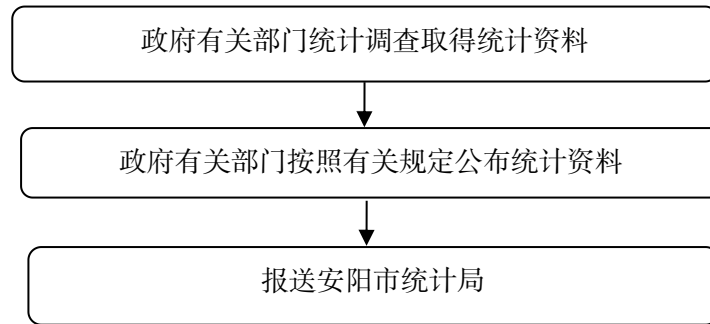 政府有关部门统计调查取得统计资料
政府有关部门按照有关规定公布统计资料
报送安阳市统计局